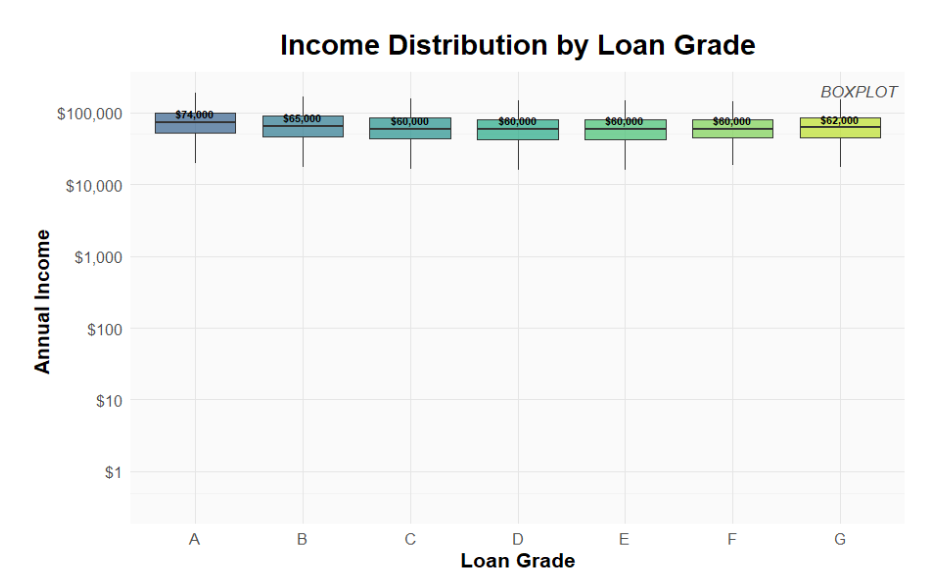 Income Distribution by Loan Grade
BOXPLOT
$100,000
$10,000
$1,000
$100
$10
$1
Annual Income
$74,000
$65,000
$60,000
$60,000
$60,000
$60,000
$62,000
A
B
C
D
E
F
G
Loan Grade